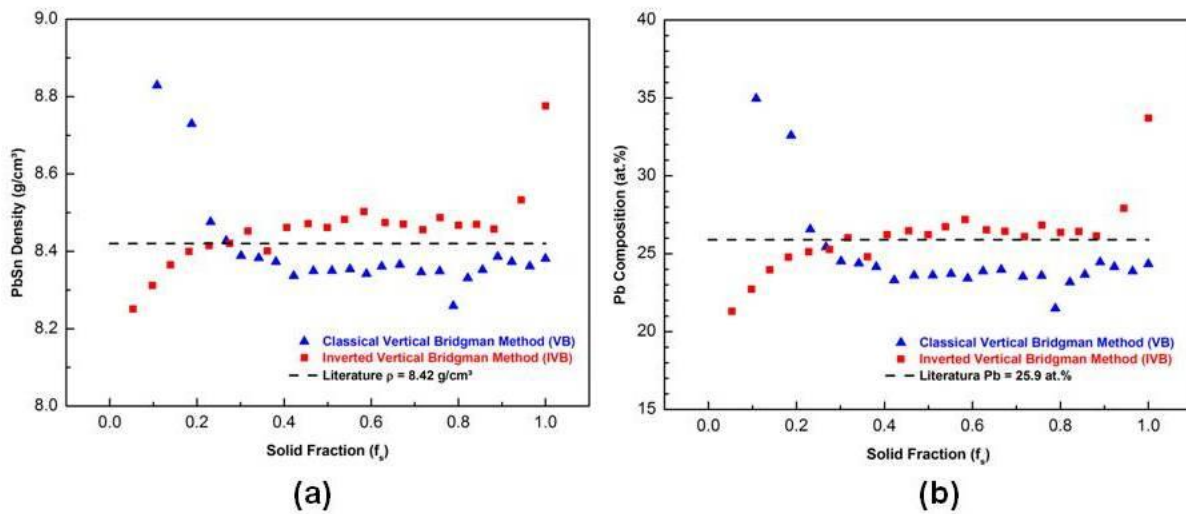 9.0
8.8
8.6
8.4
8.2
8.0
PbSn Density (g/cm³)
0.0 0.2 0.4 0.6 0.8 1.0
Solid Fraction (fₛ)
Classical Vertical Bridgman Method (VB)
Inverted Vertical Bridgman Method (IVB)
Literature ρ = 8.42 g/cm³
(a)
40
35
30
25
20
15
Pb Composition (at.%)
0.0 0.2 0.4 0.6 0.8 1.0
Solid Fraction (fₛ)
Classical Vertical Bridgman Method (VB)
Inverted Vertical Bridgman Method (IVB)
Literatura Pb = 25.9 at.%
(b)